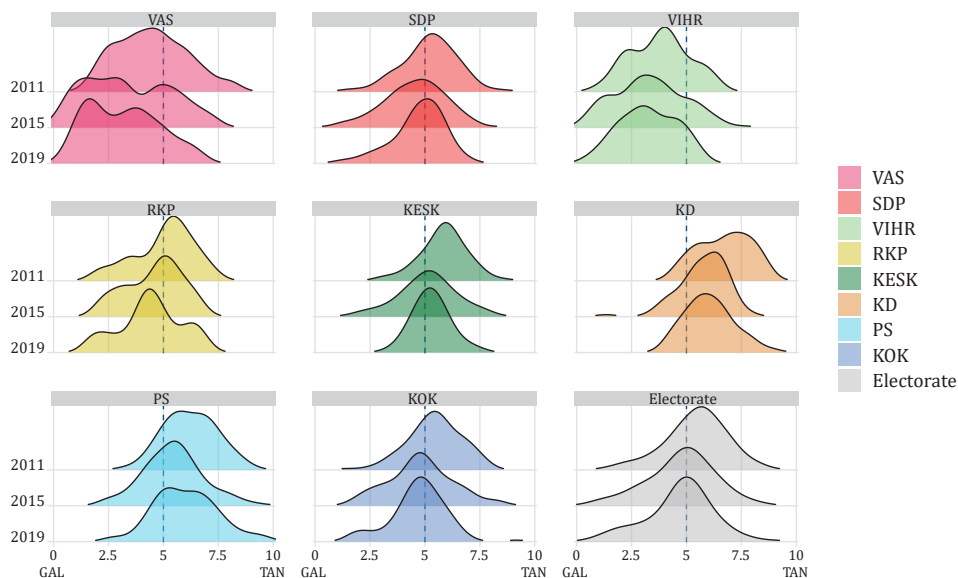 VAS SDP VIHR
2011
2015
2019
RKP KESK KD
2011
2015
2019
PS KOK Electorate
2011
2015
2019
0 2.5 5 7.5 10 0 2.5 5 7.5 10 0 2.5 5 7.5 10
GAL TAN GAL TAN GAL TAN
VAS
SDP
VIHR
RKP
KESK
KD
PS
KOK
Electorate